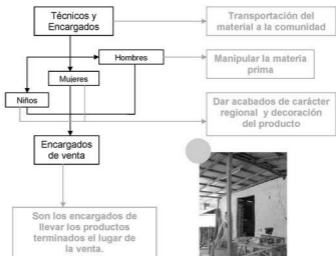 Técnicos y
Encargados
Transportación del
material a la comunidad
Hombres
Manipular la materia
prima
Mujeres
Niños
Dar acabados de carácter
regional y decoración
del producto
Encargados
de venta
Son los encargados de
llevar los productos
terminados el lugar de
la venta.